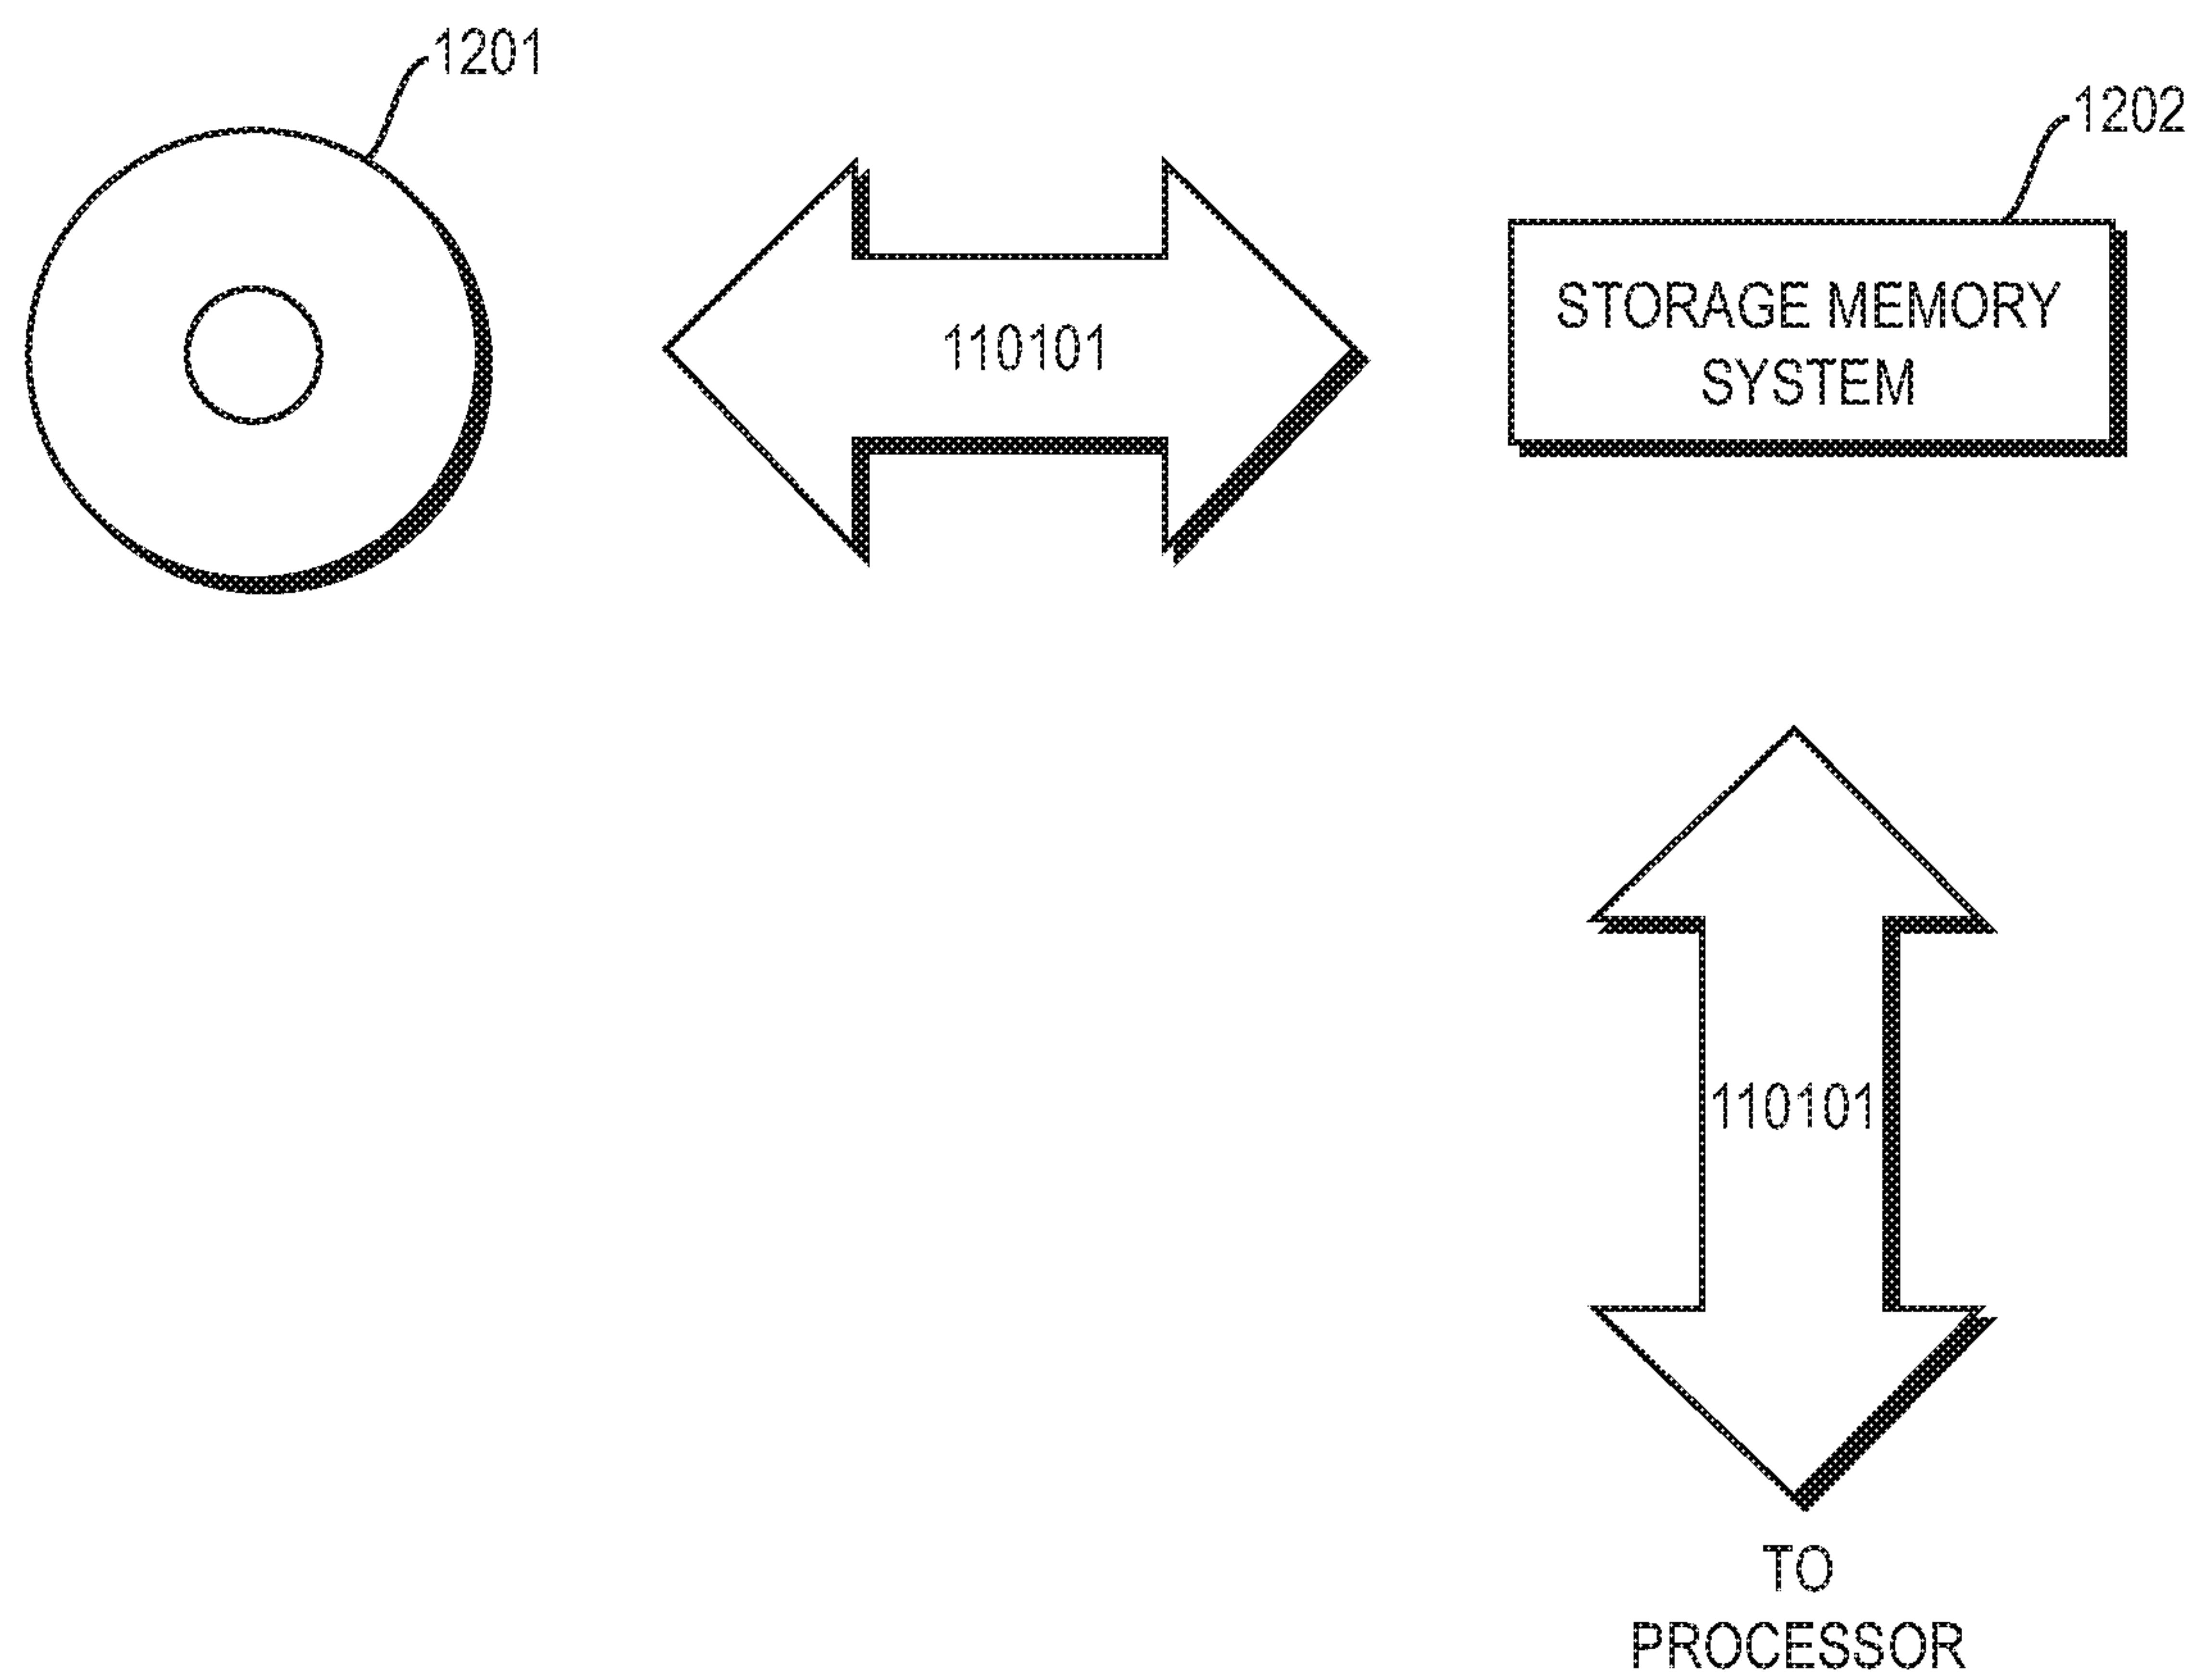 1201
1202
110101
STORAGE MEMORY
SYSTEM
110101
TO
PROCESSOR